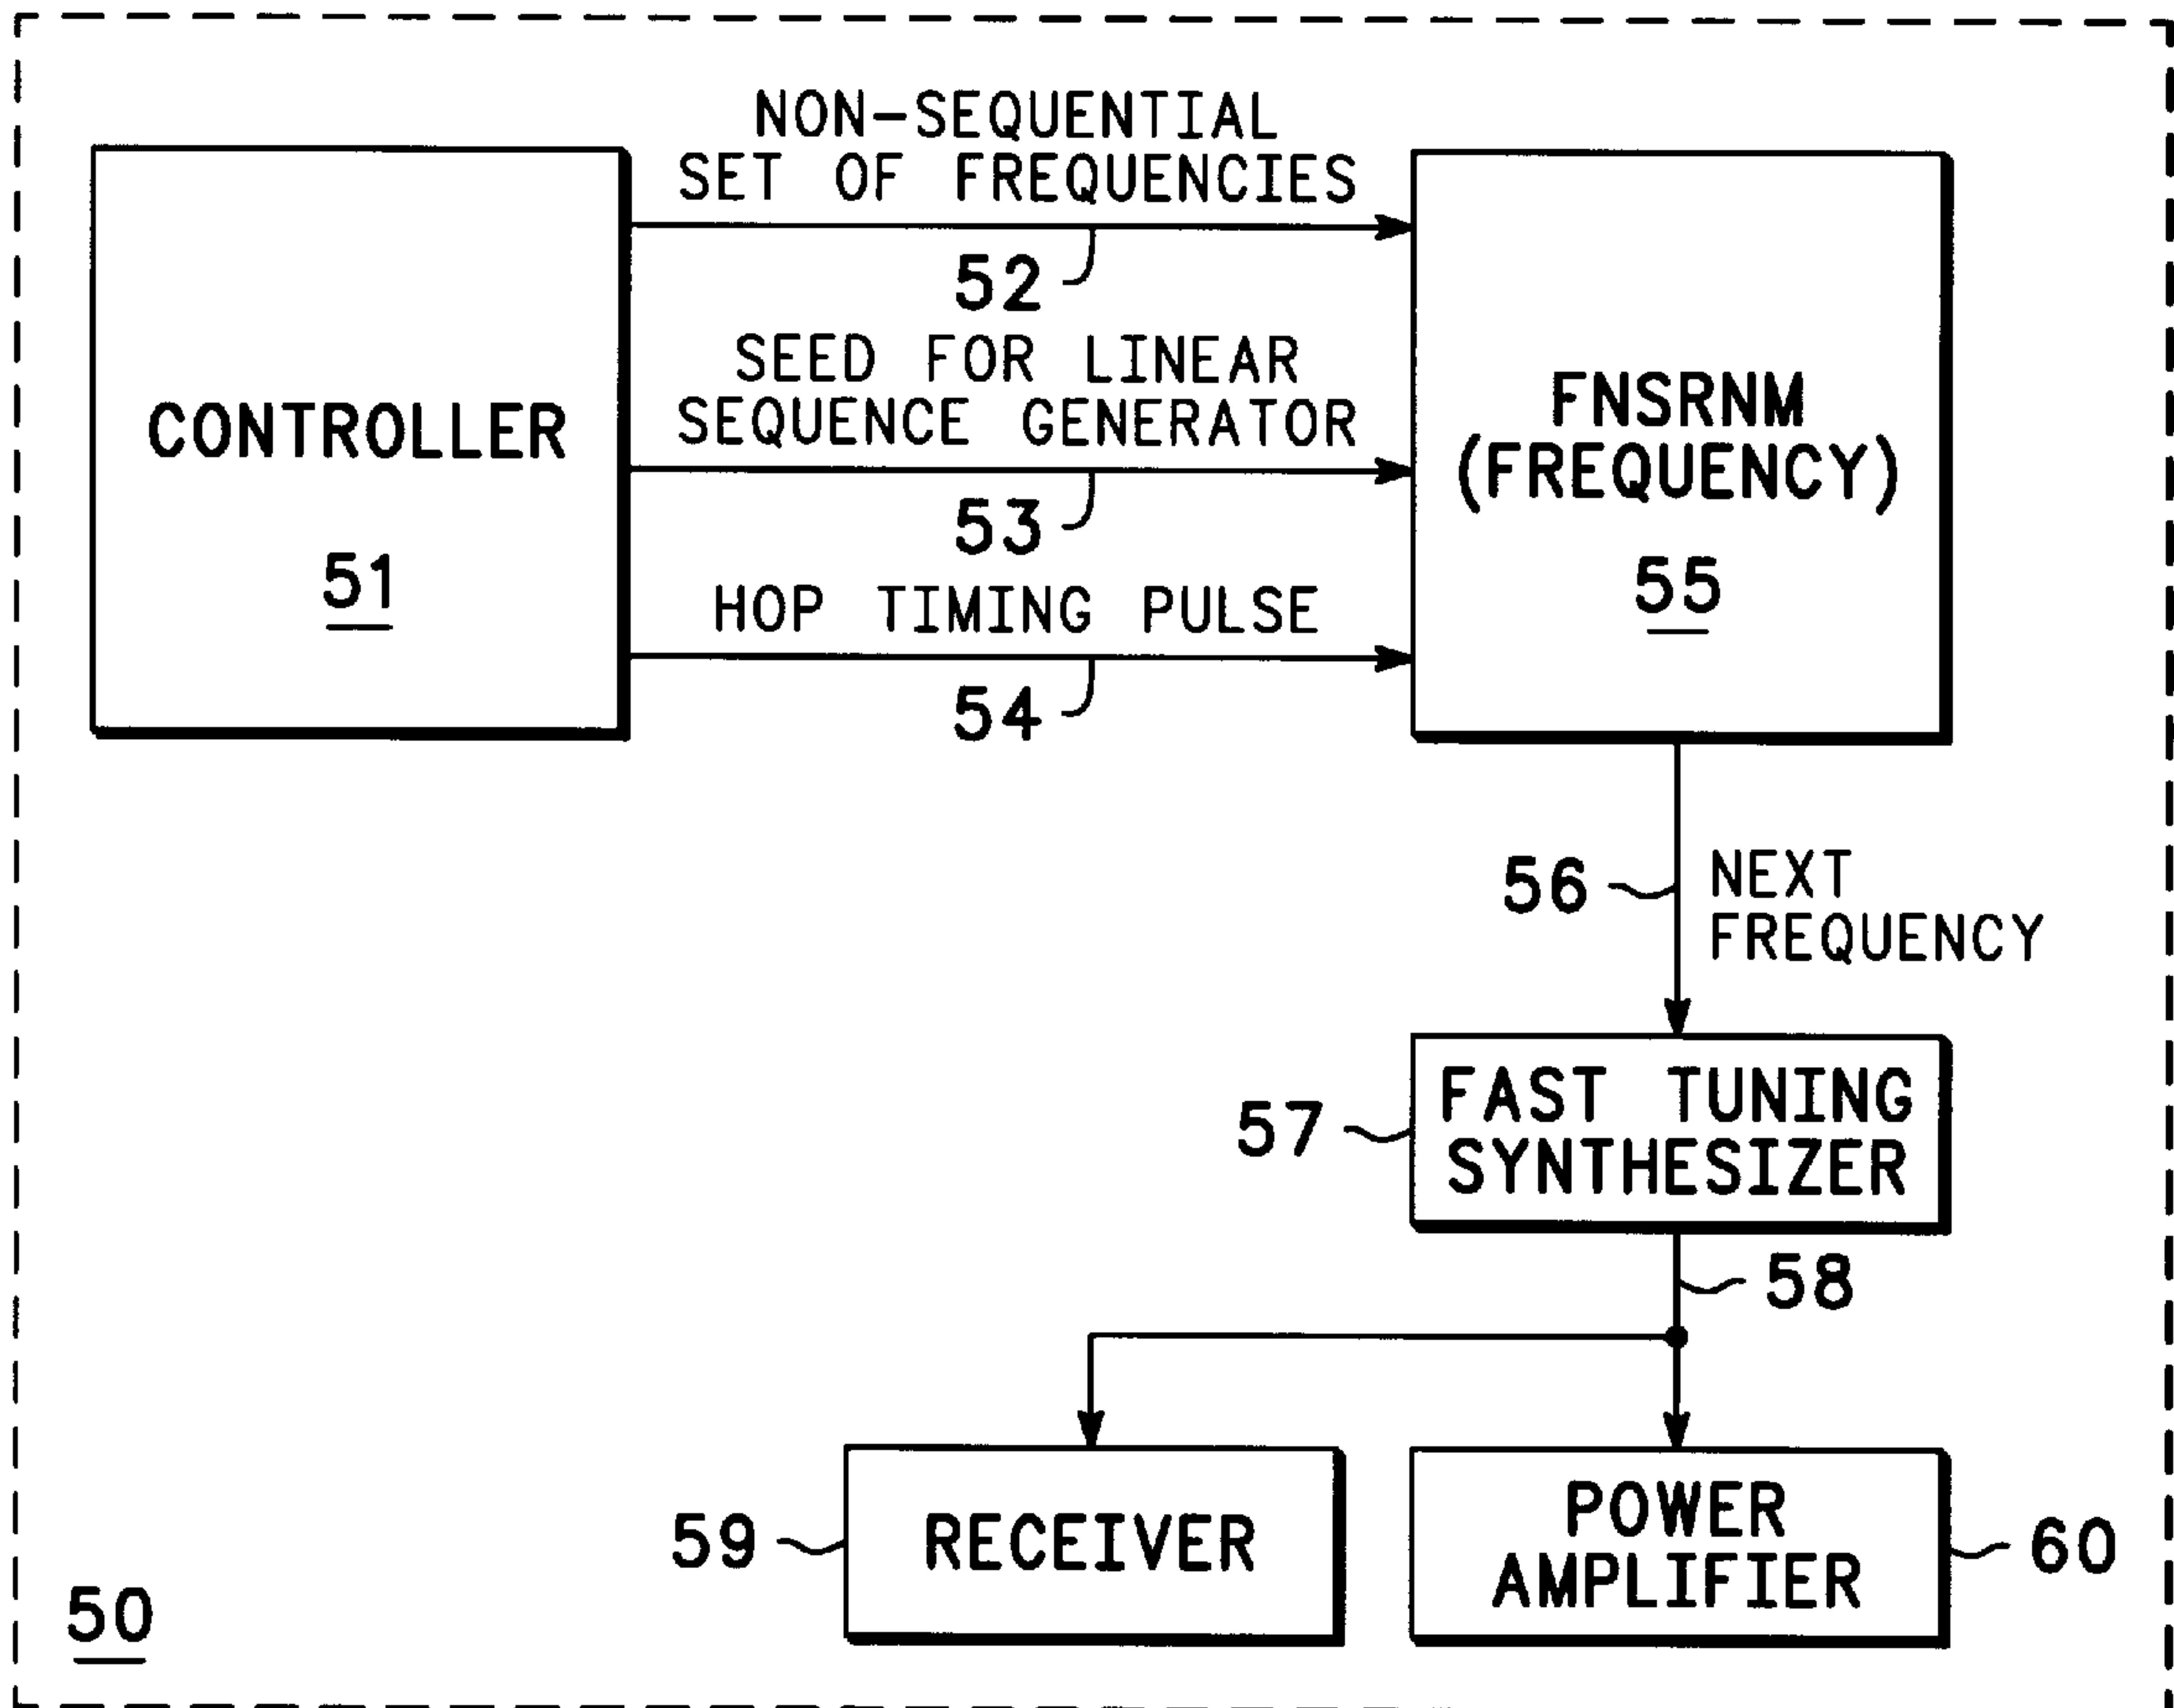 NON-SEQUENTIAL
SET OF FREQUENCIES
52
SEED FOR LINEAR
SEQUENCE GENERATOR
53
HOP TIMING PULSE
54
CONTROLLER
51
FNSRNM
(FREQUENCY)
55
56
NEXT
FREQUENCY
57
FAST TUNING
SYNTHESIZER
58
59
RECEIVER
POWER
AMPLIFIER
60
50